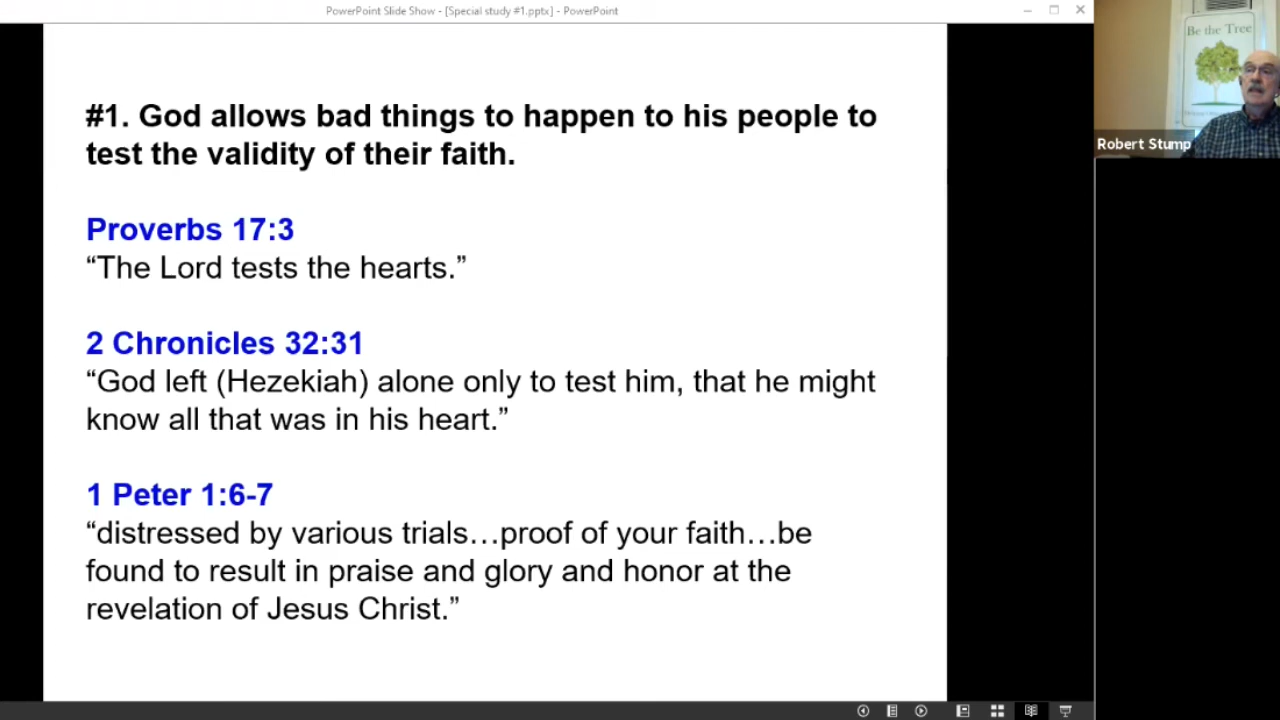 PowerPoint Slide Show - [Special study #1.pptx] - PowerPoint
#1. God allows bad things to happen to his people to
test the validity of their faith.
Proverbs 17:3
“The Lord tests the hearts.”
2 Chronicles 32:31
“God left (Hezekiah) alone only to test him, that he might
know all that was in his heart.”
1 Peter 1:6-7
“distressed by various trials…proof of your faith…be
found to result in praise and glory and honor at the
revelation of Jesus Christ.”
Be the Tree
Robert Stump